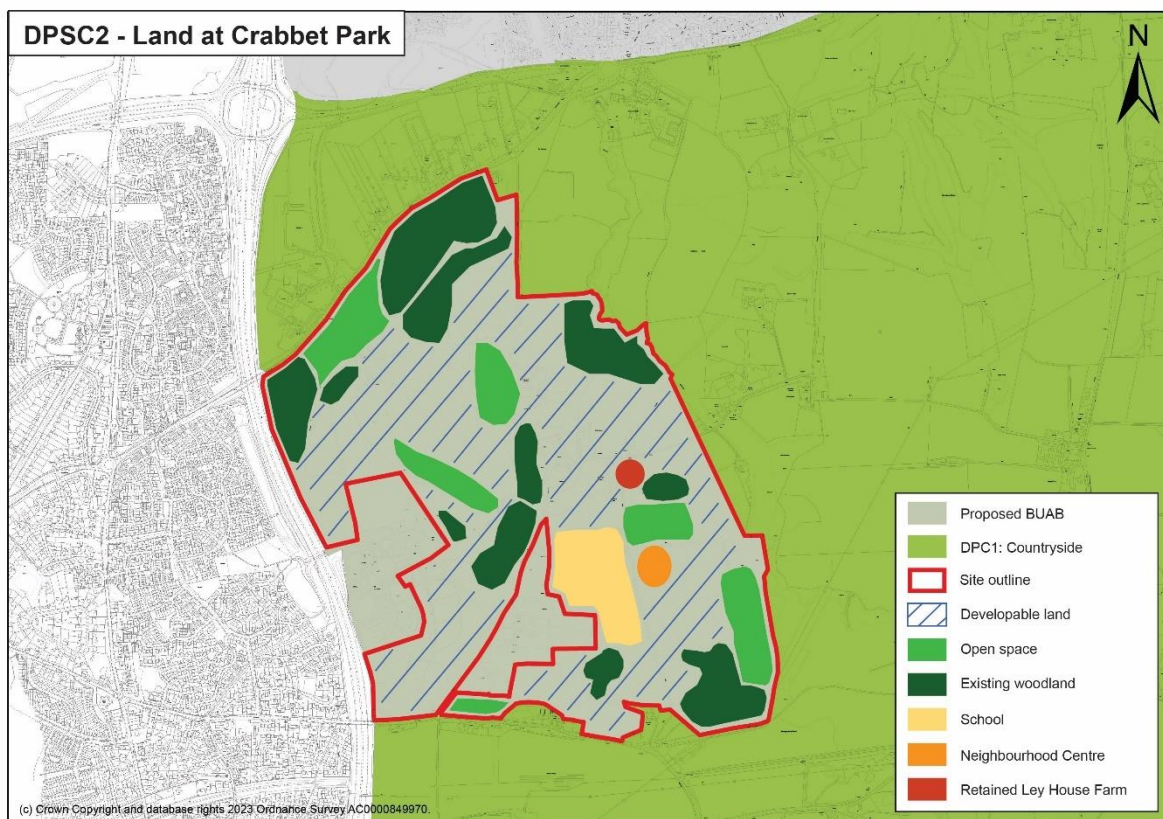 DPSC2 - Land at Crabbet Park
N
Proposed BUAB
DPC1: Countryside
Site outline
Developable land
Open space
Existing woodland
School
Neighbourhood Centre
Retained Ley House Farm
(c) Crown Copyright and database rights 2023 Ordnance Survey AC0000849970.